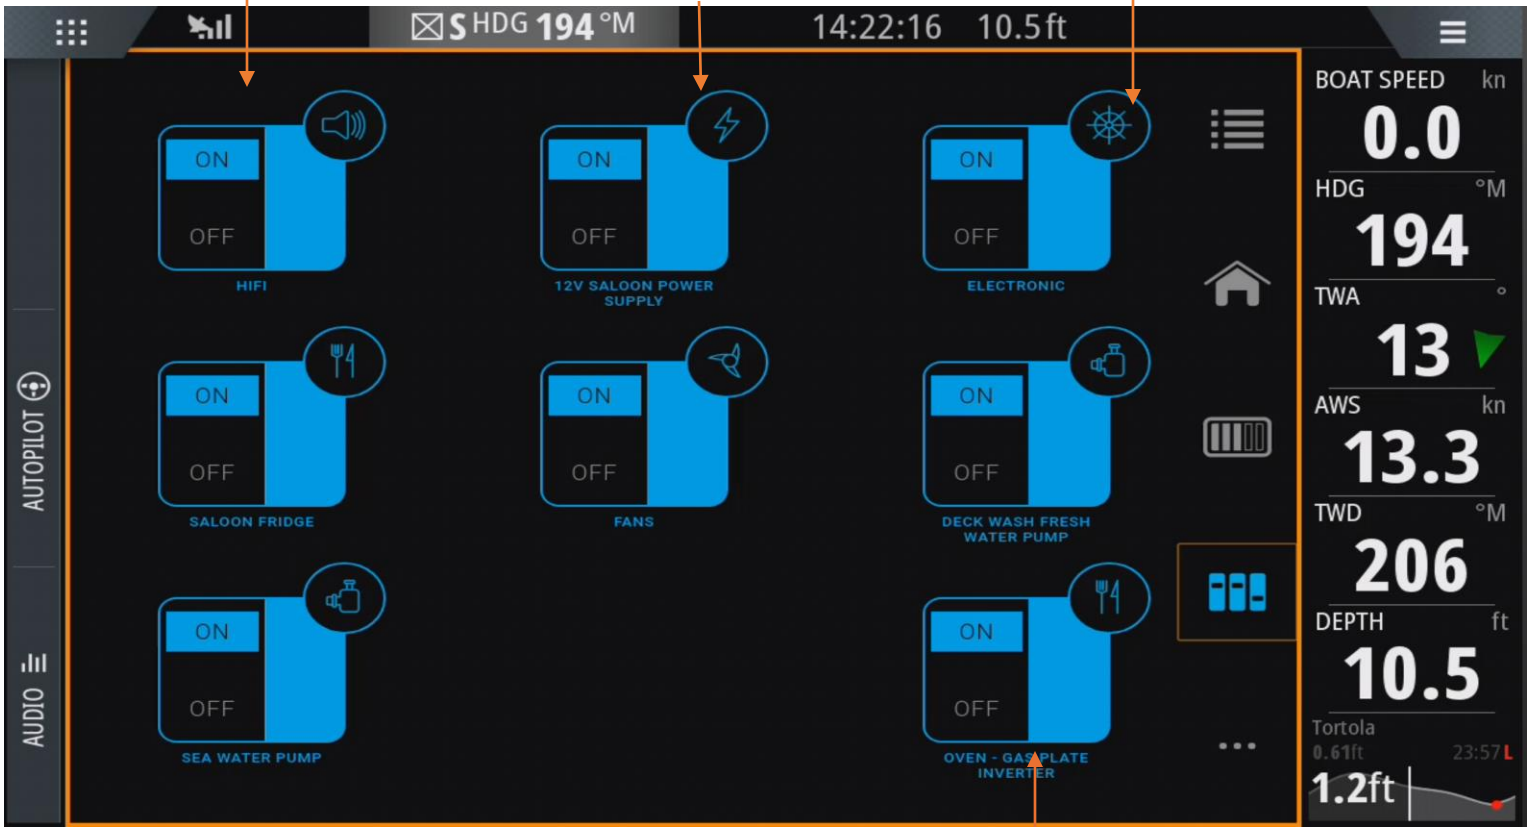 S HDG 194 °M
14:22:16 10.5 ft
ON
OFF
HIFI
ON
OFF
12V SALOON POWER
SUPPLY
ON
OFF
ELECTRONIC
ON
OFF
SALOON FRIDGE
ON
OFF
FANS
ON
OFF
DECK WASH FRESH
WATER PUMP
ON
OFF
SEA WATER PUMP
ON
OFF
OVEN - GAS PLATE
INVERTER
AUTOPILOT
AUDIO
BOAT SPEED kn
0.0
HDG °M
194
TWA °
13
AWS kn
13.3
TWD °M
206
DEPTH ft
10.5
Tortola
0.61ft 23:57 L
1.2ft